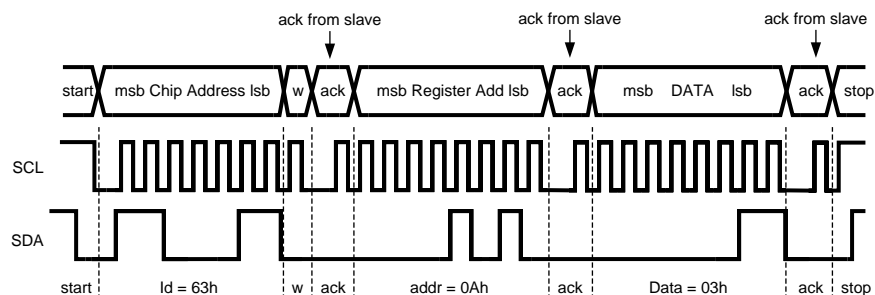 ack from slave ack from slave ack from slave
start msb Chip Address lsb w ack msb Register Add lsb ack msb DATA lsb ack stop
SCL
SDA
start Id = 63h w ack addr = 0Ah ack Data = 03h ack stop